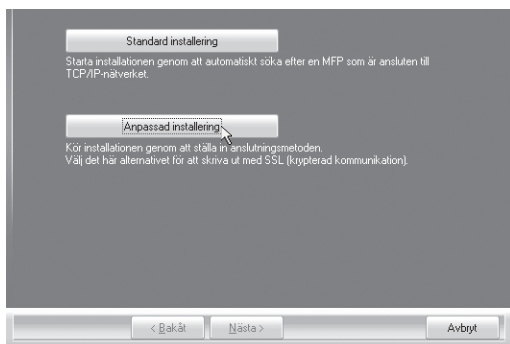 Standard installering
Starta installationen genom att automatiskt söka efter en MFP som är ansluten till
TCP/IP-nätverket.
Anpassad installering
Kör installationen genom att ställa in anslutningsmetoden.
Välj det här alternativet för att skriva ut med SSL (krypterad kommunikation).
< Bakåt
Nästa >
Avbryt